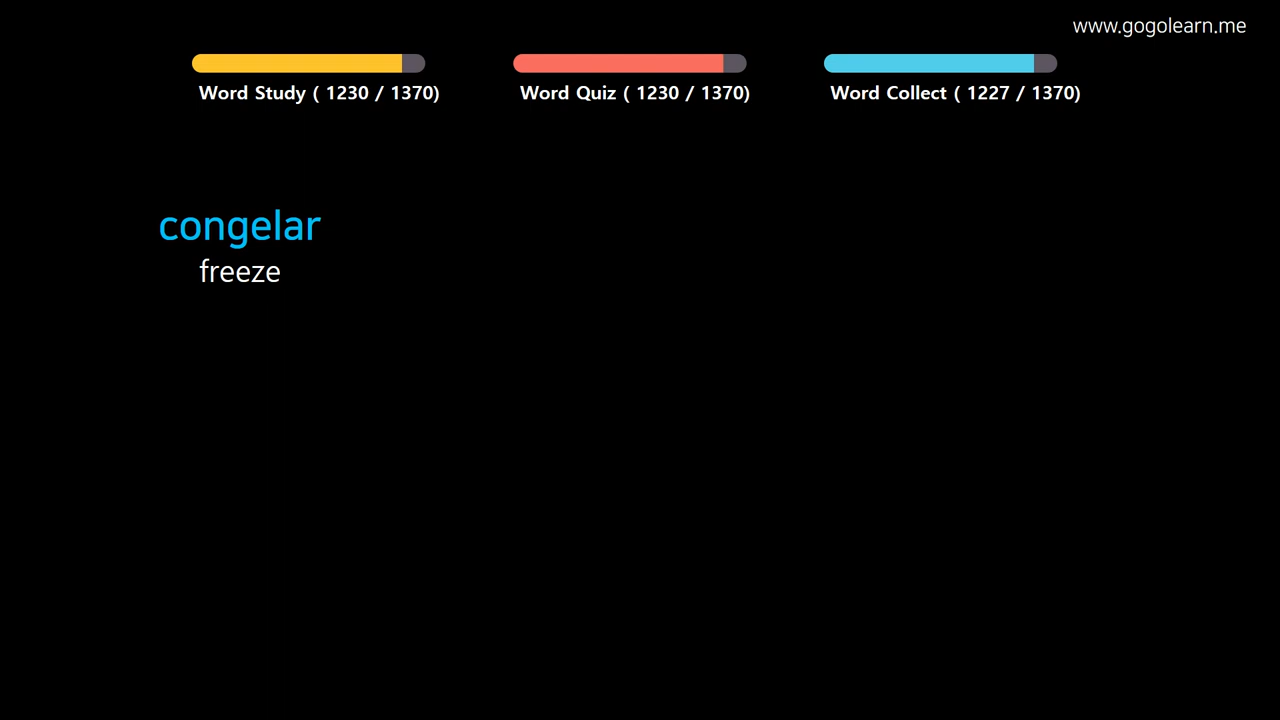 www.gogolearn.me
Word Study ( 1230 / 1370)
Word Quiz ( 1230 / 1370)
Word Collect ( 1227 / 1370)
congelar
freeze